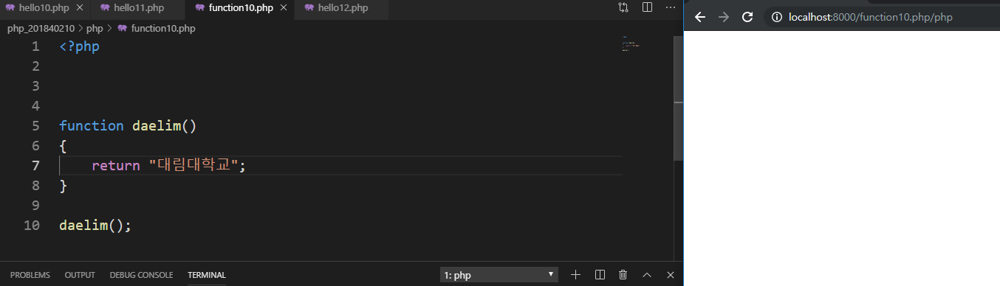 hello10.php hello11.php function10.php hello12.php
localhost:8000/function10.php/php
php_201840210 > php > function10.php
1 <?php
2
3
4
5 function daelim()
6 {
7 return "대림대학교";
8 }
9
10 daelim();
PROBLEMS OUTPUT DEBUG CONSOLE TERMINAL 1: php